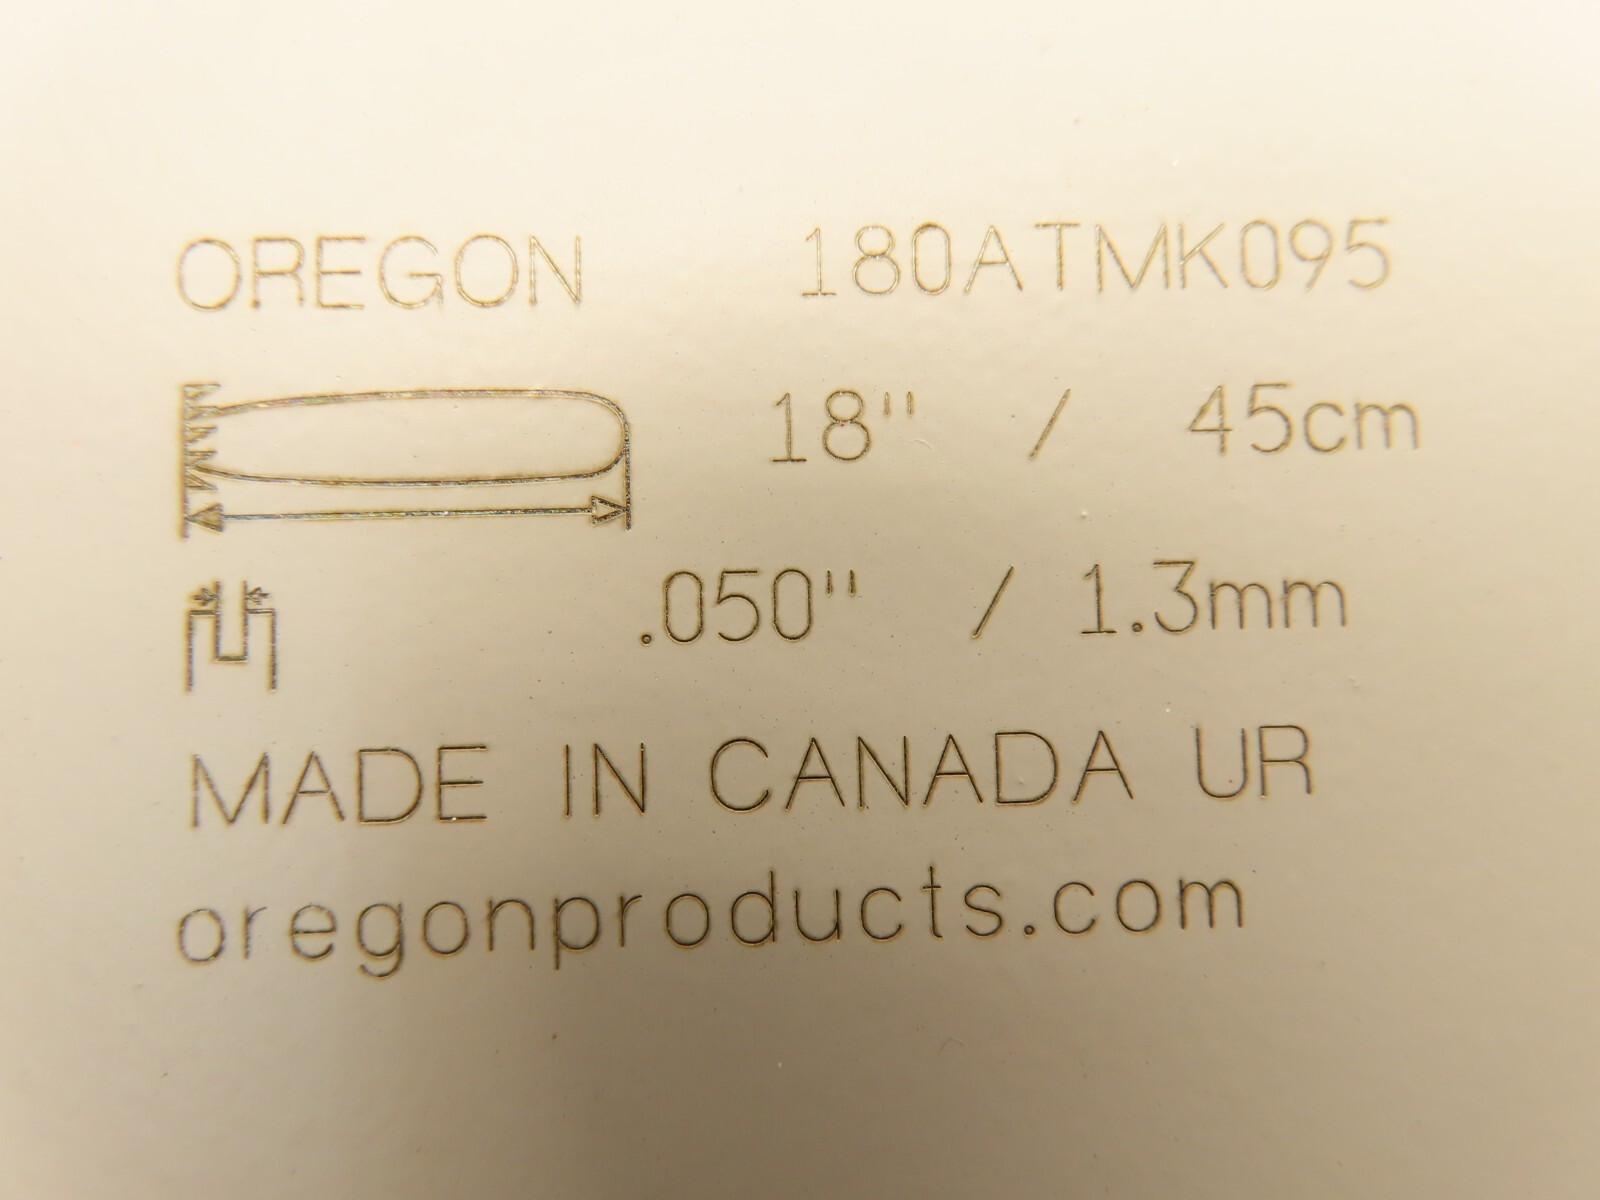 OREGON 180ATMK095
18" / 45cm
.050" / 1.3mm
MADE IN CANADA UR
oregonproducts.com